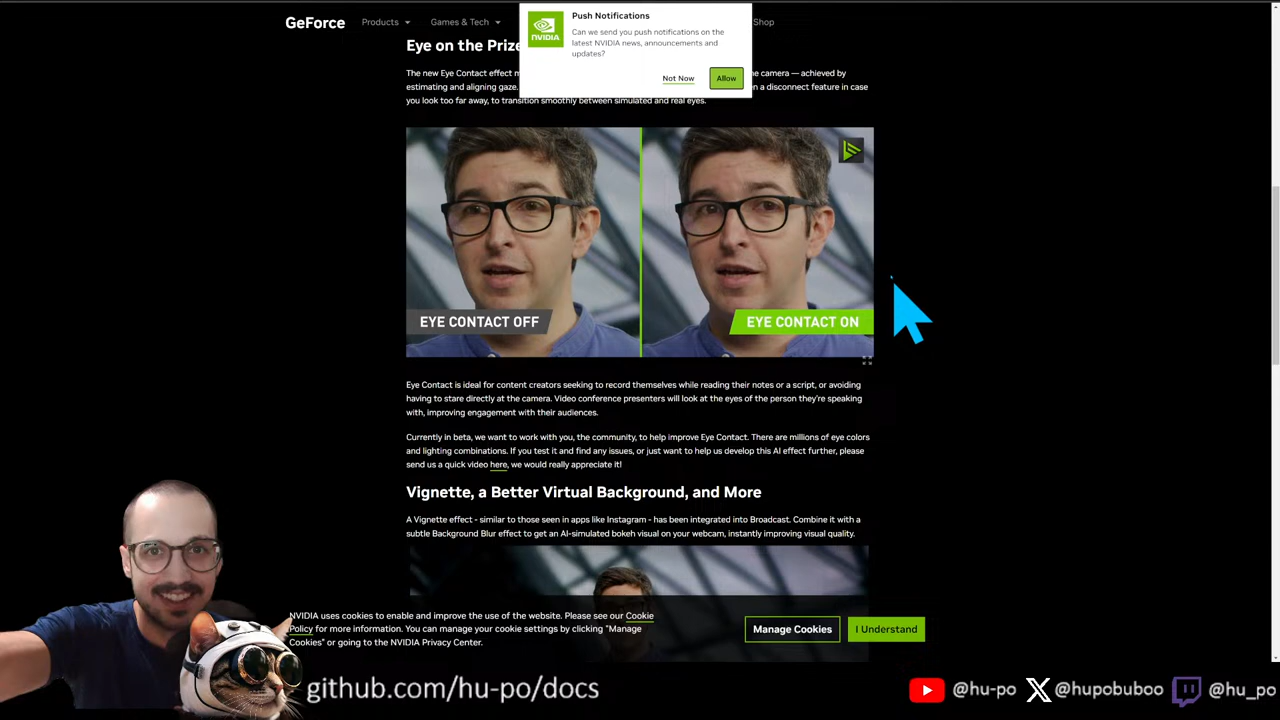 GeForce
Products
Games & Tech
Shop
Push Notifications
Can we send you push notifications on the
latest NVIDIA news, announcements and
updates?
Not Now
Allow
NVIDIA
Eye on the Prize
The new Eye Contact effect
e camera — achieved by
estimating and aligning gaze.
n a disconnect feature in case
you look too far away, to transition smoothly between simulated and real eyes.
EYE CONTACT OFF
EYE CONTACT ON
Eye Contact is ideal for content creators seeking to record themselves while reading their notes or a script, or avoiding
having to stare directly at the camera. Video conference presenters will look at the eyes of the person they're speaking
with, improving engagement with their audiences.
Currently in beta, we want to work with you, the community, to help improve Eye Contact. There are millions of eye colors
and lighting combinations. If you test it and find any issues, or just want to help us develop this AI effect further, please
send us a quick video here, we would really appreciate it!
Vignette, a Better Virtual Background, and More
A Vignette effect - similar to those seen in apps like Instagram - has been integrated into Broadcast. Combine it with a
subtle Background Blur effect to get an AI-simulated bokeh visual on your webcam, instantly improving visual quality.
NVIDIA uses cookies to enable and improve the use of the website. Please see our Cookie
Policy for more information. You can manage your cookie settings by clicking "Manage
Cookies" or going to the NVIDIA Privacy Center.
Manage Cookies
I Understand
github.com/hu-po/docs
@hu-po
@hupobuboo
@hu_po